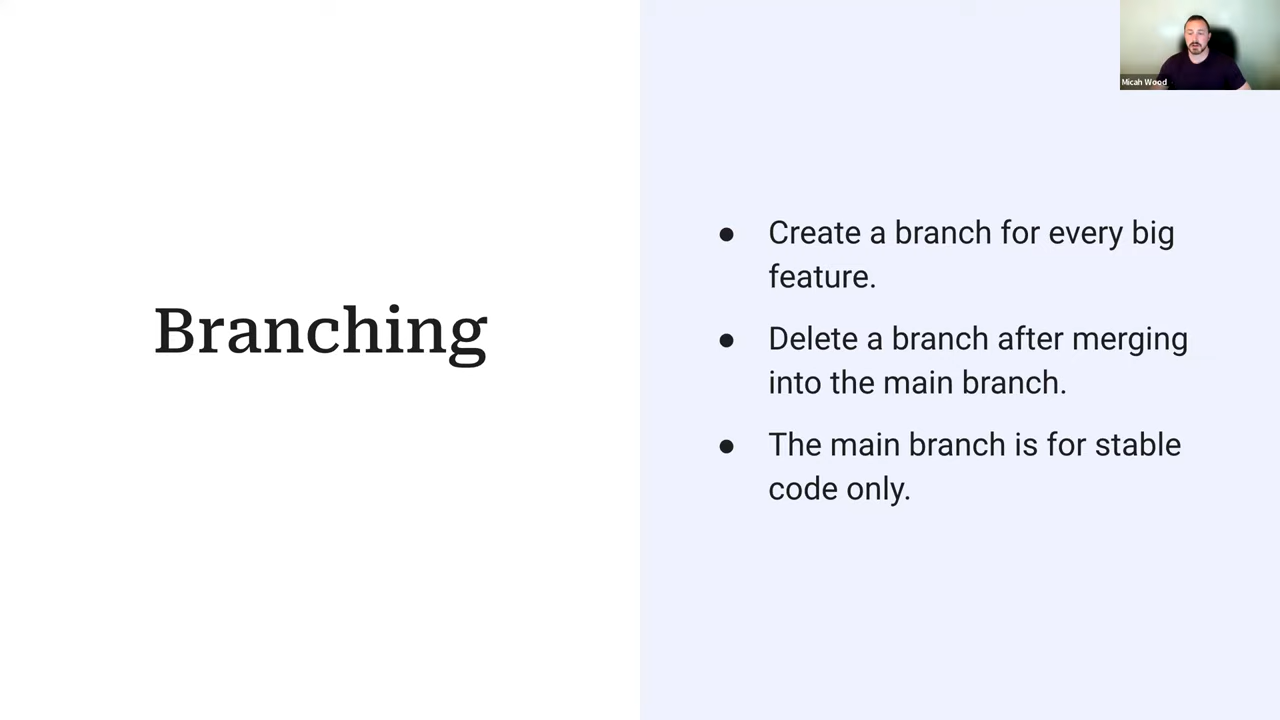 Branching
● Create a branch for every big
feature.
● Delete a branch after merging
into the main branch.
● The main branch is for stable
code only.
Micah Wood